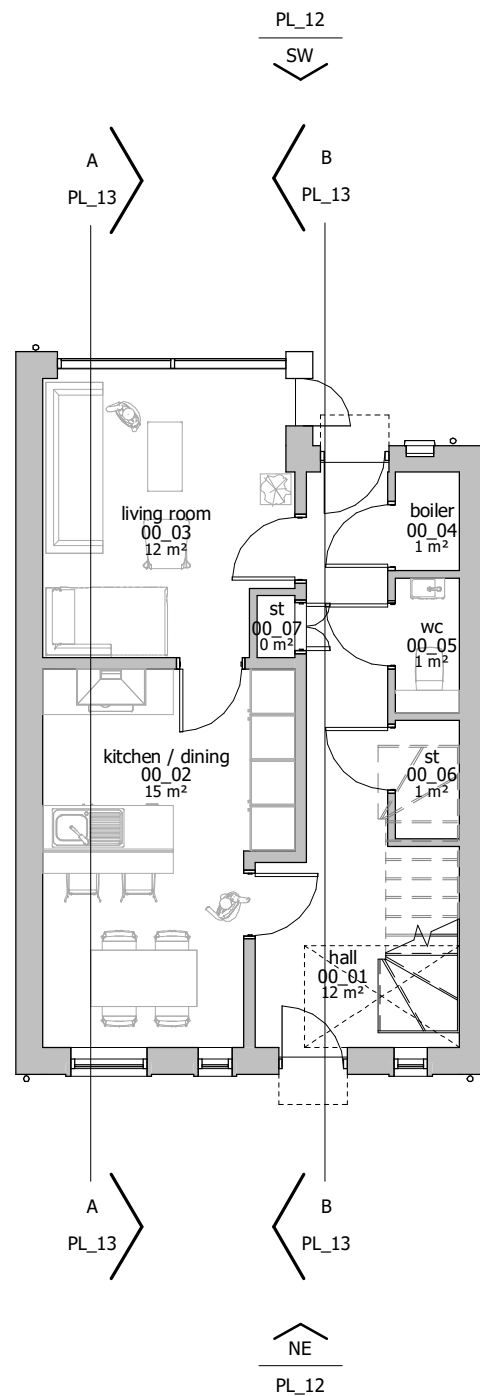 PL_12
SW
A
B
PL_13
PL_13
living room
00_03
12 m²
boiler
00_04
1 m²
st
00_07
0 m²
wc
00_05
1 m²
kitchen / dining
00_02
15 m²
st
00_06
1 m²
hall
00_01
12 m²
A
B
PL_13
PL_13
NE
PL_12